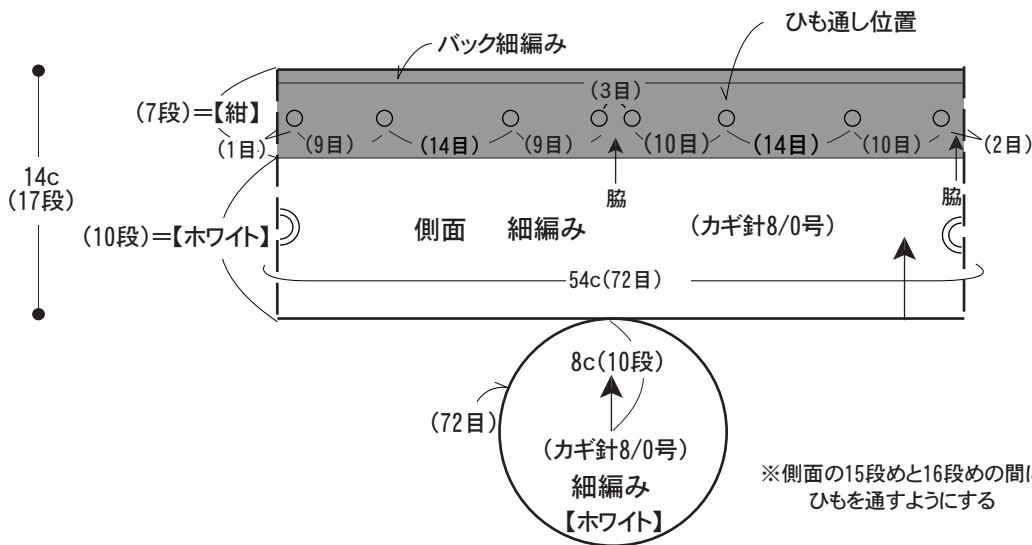 バック細編み
ひも通し位置
(7段)=【紺】
(3目)
(1目)
(9目)
(14目)
(9目)
(10目)
(14目)
(10目)
(2目)
脇
脇
14c
(17段)
(10段)=【ホワイト】
側面 細編み (カギ針8/0号)
54c(72目)
8c(10段)
(72目)
(カギ針8/0号)
細編み
【ホワイト】
※側面の15段めと16段めの間に
ひもを通すようにする